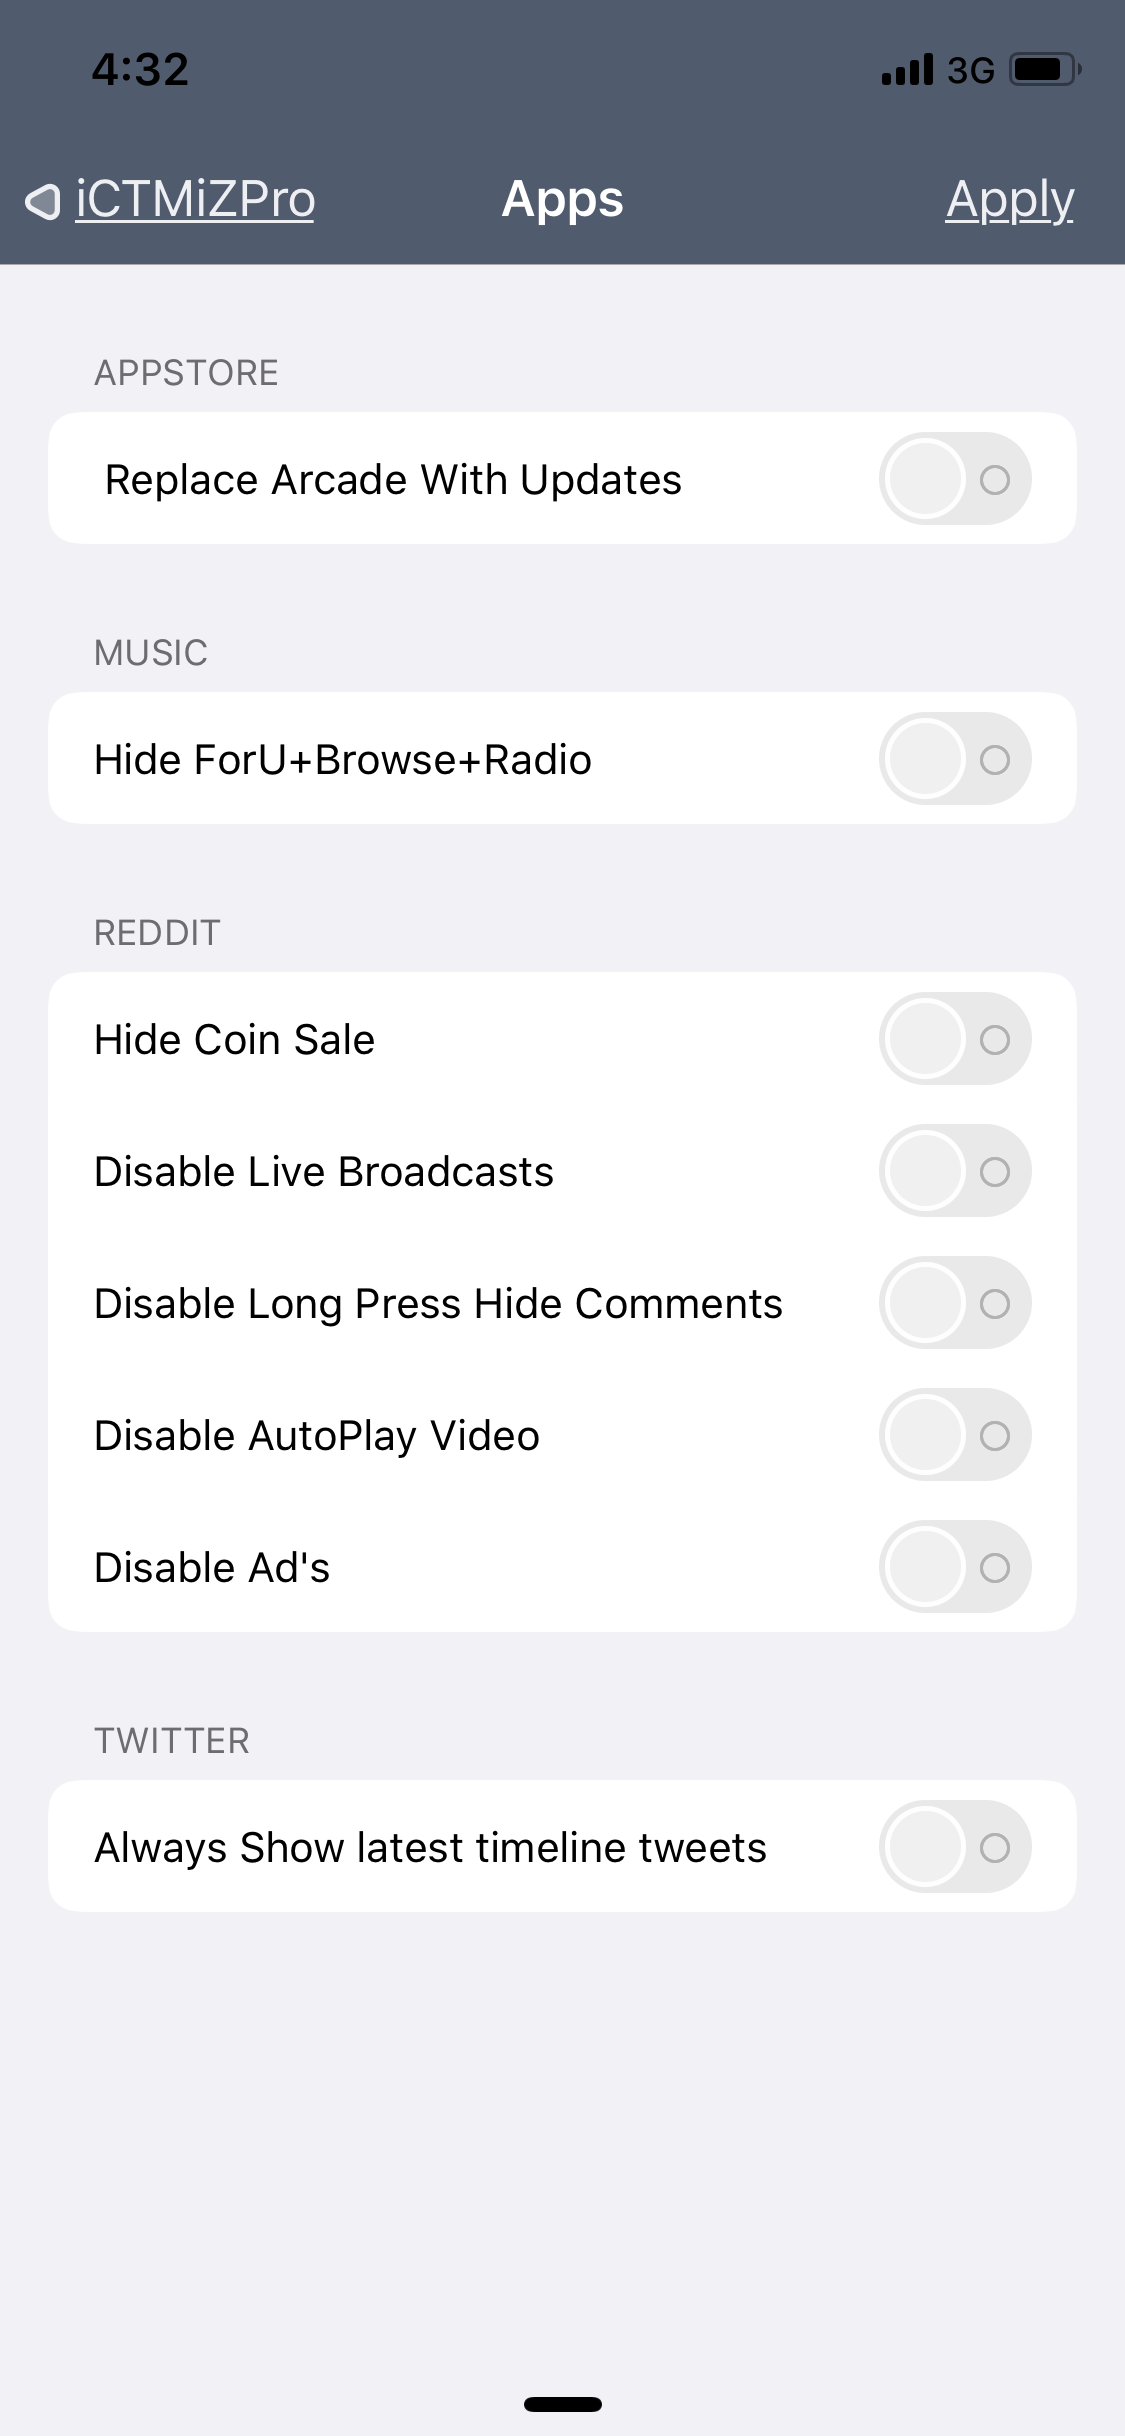 4:32 3G
iCTMiZPro Apps Apply
APPSTORE
Replace Arcade With Updates
MUSIC
Hide ForU+Browse+Radio
REDDIT
Hide Coin Sale
Disable Live Broadcasts
Disable Long Press Hide Comments
Disable AutoPlay Video
Disable Ad's
TWITTER
Always Show latest timeline tweets